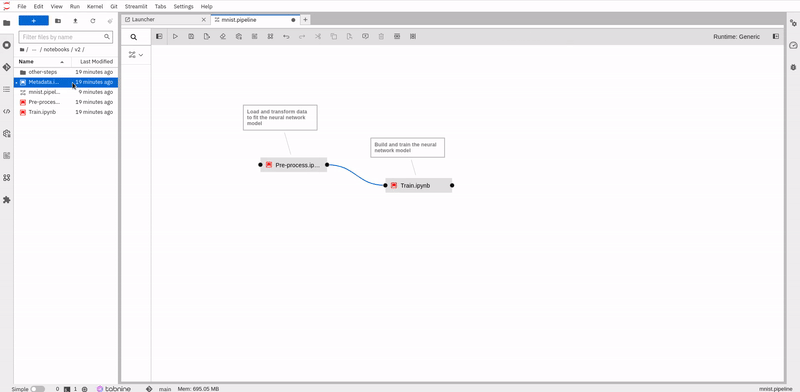 File Edit View Run Kernel Git Stream Tabs Settings Help
Launcher
mnist.pipeline
Filter files by name
/ ··· / notebooks / v2 /
Name Last Modified
other-steps 19 minutes ago
Metadata.i... 19 minutes ago
mnist.pipel... 9 minutes ago
Pre-proces... 19 minutes ago
Train.ipynb 19 minutes ago
Runtime: Generic
Load and transform data
to fit the neural network
model
Build and train the neural
network model
Pre-process.ip...
Train.ipynb
Simple 0 1 tabnine main Mem: 695.05 MB mnist.pipeline